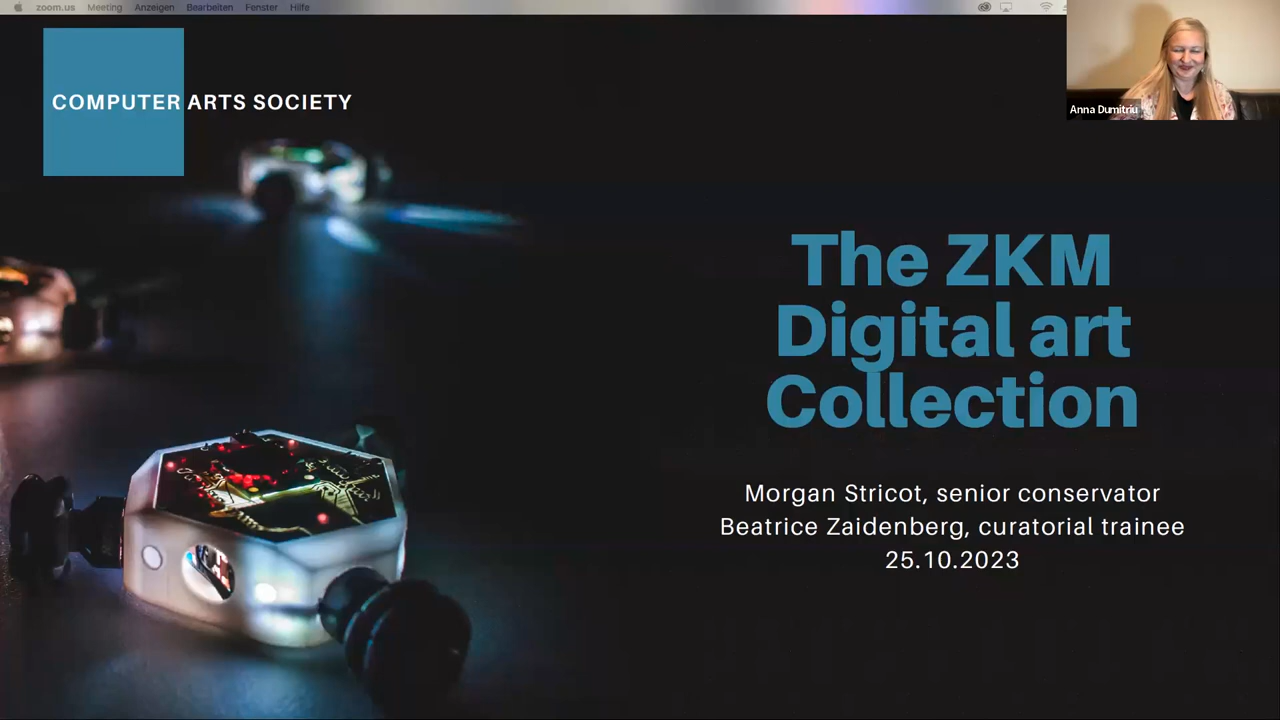 zoom.us Meeting Anzeigen Bearbeiten Fenster Hilfe
COMPUTER ARTS SOCIETY
Anna Dumitriu
The ZKM
Digital art
Collection
Morgan Stricot, senior conservator
Beatrice Zaidenberg, curatorial trainee
25.10.2023